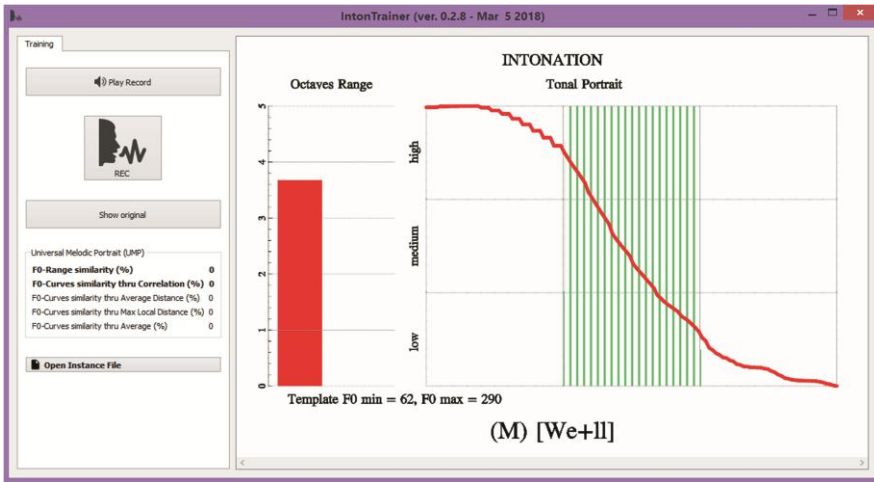 IntonTrainer (ver. 0.2.8 - Mar 5 2018)
Training
Play Record
REC
Show original
Universal Melodic Portrait (UMP)
F0-Range similarity (%) 0
F0-Curves similarity thru Correlation (%) 0
F0-Curves similarity thru Average Distance (%) 0
F0-Curves similarity thru Max Local Distance (%) 0
F0-Curves similarity thru Average (%) 0
Open Instance File
INTONATION
Octaves Range
Tonal Portrait
5
4
3
2
1
0
high
medium
low
Template F0 min = 62, F0 max = 290
(M) [We+ll]